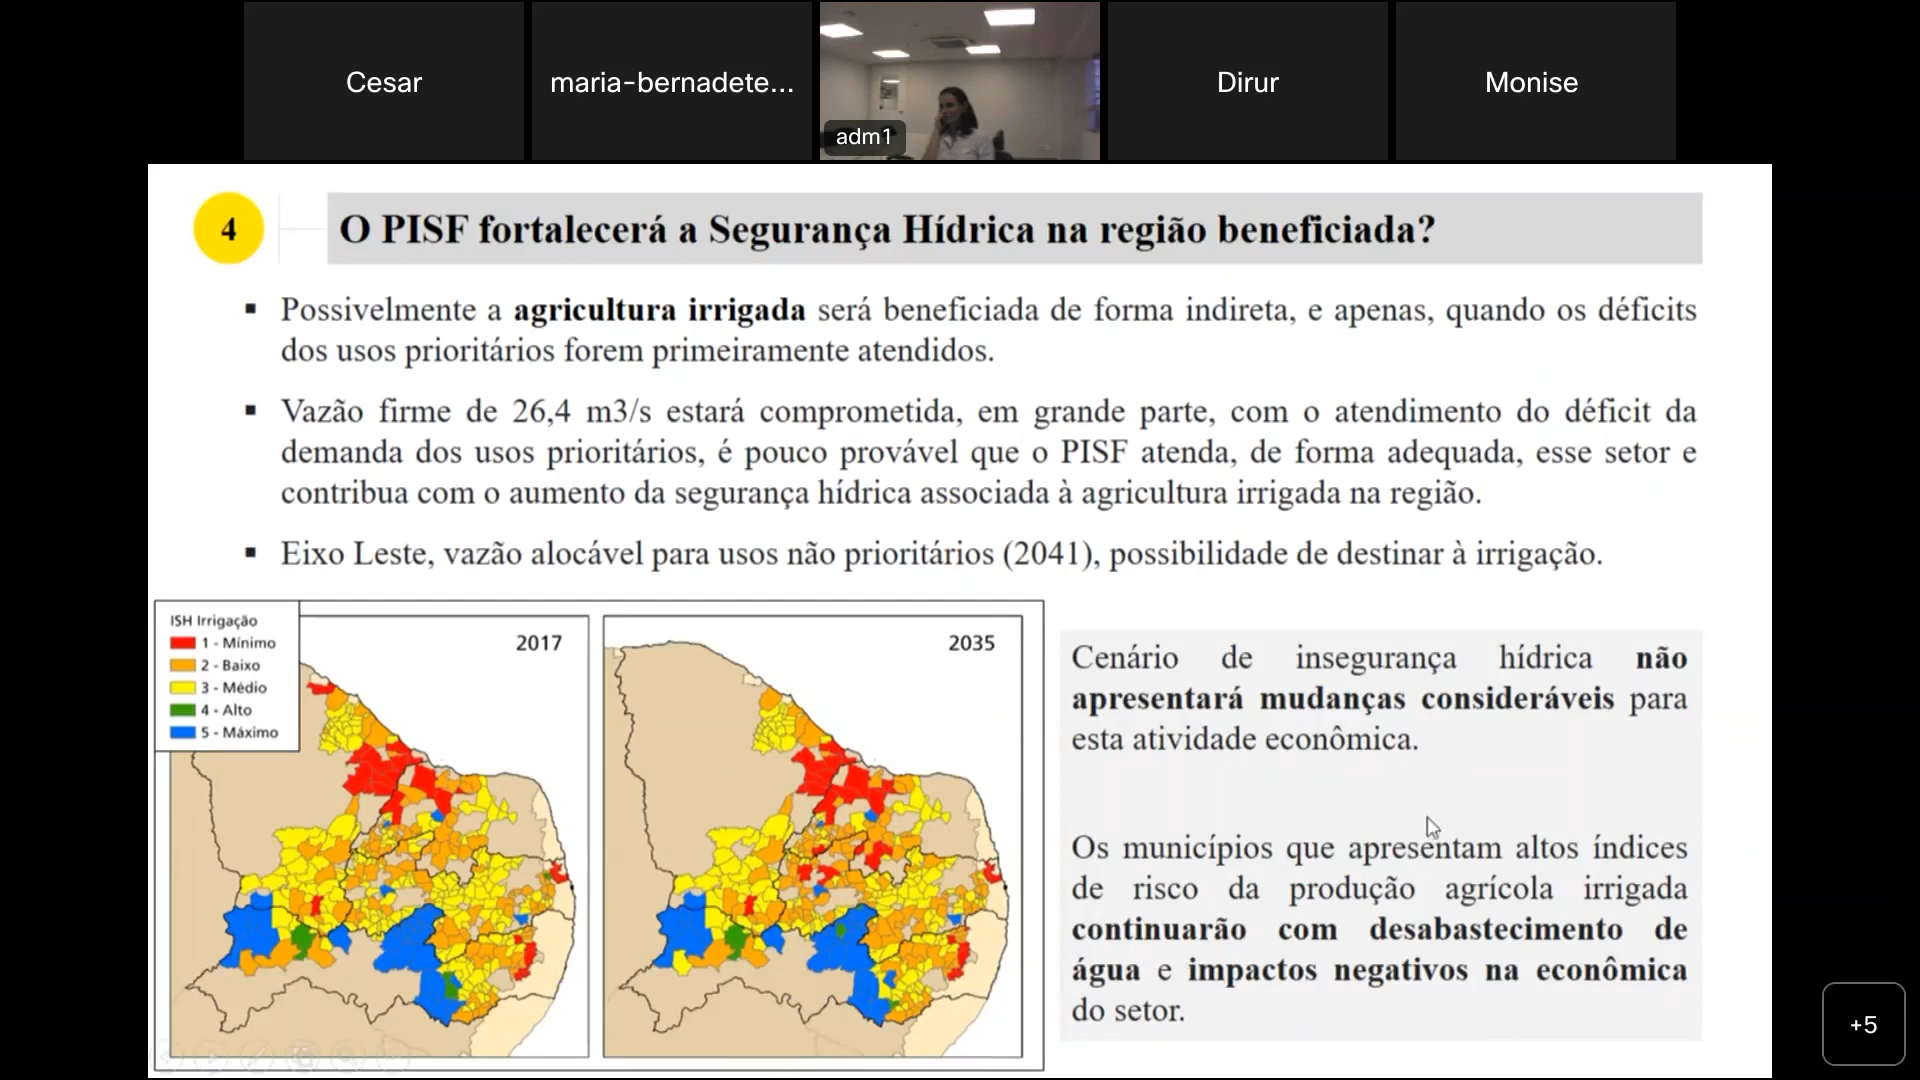 Cesar
maria-bernadete...
adm1
Dirur
Monise
4
O PISF fortalecerá a Segurança Hídrica na região beneficiada?
▪ Possivelmente a agricultura irrigada será beneficiada de forma indireta, e apenas, quando os déficits
dos usos prioritários forem primeiramente atendidos.
▪ Vazão firme de 26,4 m3/s estará comprometida, em grande parte, com o atendimento do déficit da
demanda dos usos prioritários, é pouco provável que o PISF atenda, de forma adequada, esse setor e
contribua com o aumento da segurança hídrica associada à agricultura irrigada na região.
▪ Eixo Leste, vazão alocável para usos não prioritários (2041), possibilidade de destinar à irrigação.
ISH Irrigação
1 - Mínimo
2 - Baixo
3 - Médio
4 - Alto
5 - Máximo
2017
2035
Cenário de insegurança hídrica não
apresentará mudanças consideráveis para
esta atividade econômica.
Os municípios que apresentam altos índices
de risco da produção agrícola irrigada
continuarão com desabastecimento de
água e impactos negativos na econômica
do setor.
+5